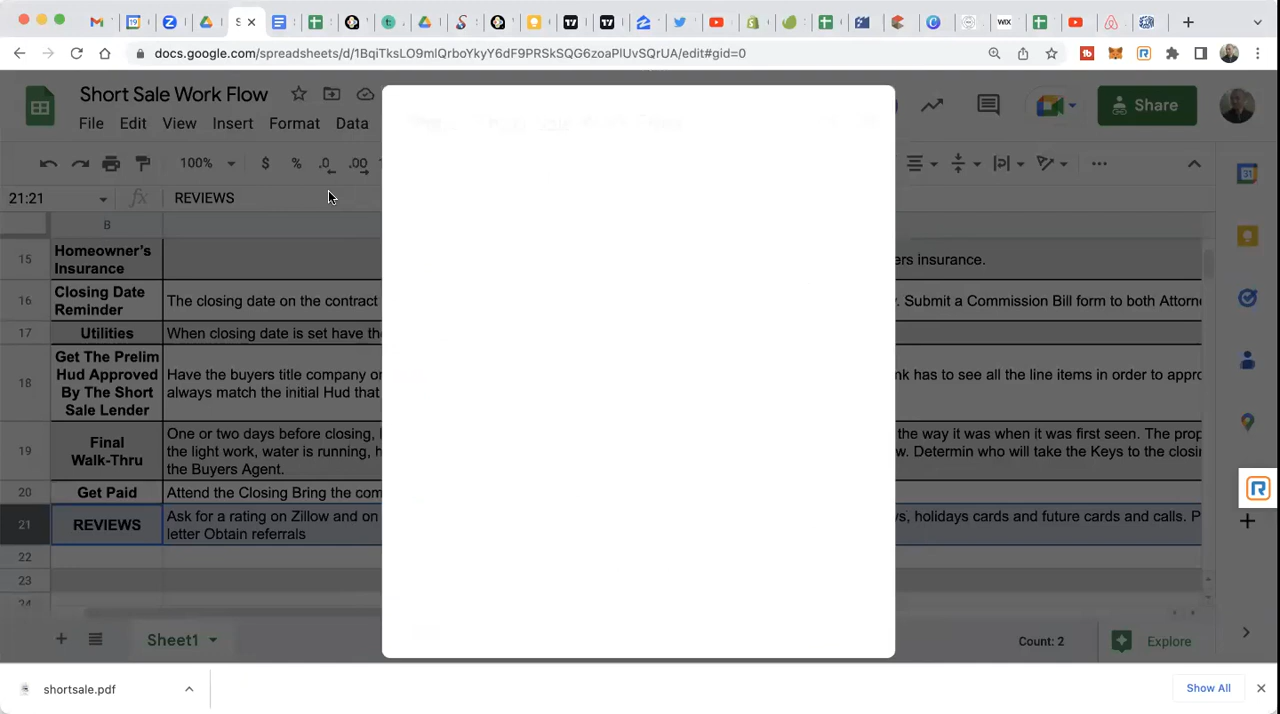 S
docs.google.com/spreadsheets/d/1BqiTksLO9mlQrboYkyY6dF9PRSkSQG6zoaPlUvSQrUA/edit#gid=0
Short Sale Work Flow
File Edit View Insert Format Data
Share
100% $ % .0 .00
21:21 fx REVIEWS
B
15 Homeowner's Insurance ers insurance.
16 Closing Date Reminder The closing date on the contract . Submit a Commission Bill form to both Attorne
17 Utilities When closing date is set have the
18 Get The Prelim Hud Approved By The Short Sale Lender
Have the buyers title company or nk has to see all the line items in order to appro
always match the initial Hud that
19 Final Walk-Thru
One or two days before closing, the way it was when it was first seen. The prop
the light work, water is running, h w. Determin who will take the Keys to the closin
the Buyers Agent.
20 Get Paid Attend the Closing Bring the com
21 REVIEWS Ask for a rating on Zillow and on s, holidays cards and future cards and calls. P
letter Obtain referrals
22
23
24
Sheet1 Count: 2 Explore
shortsale.pdf Show All